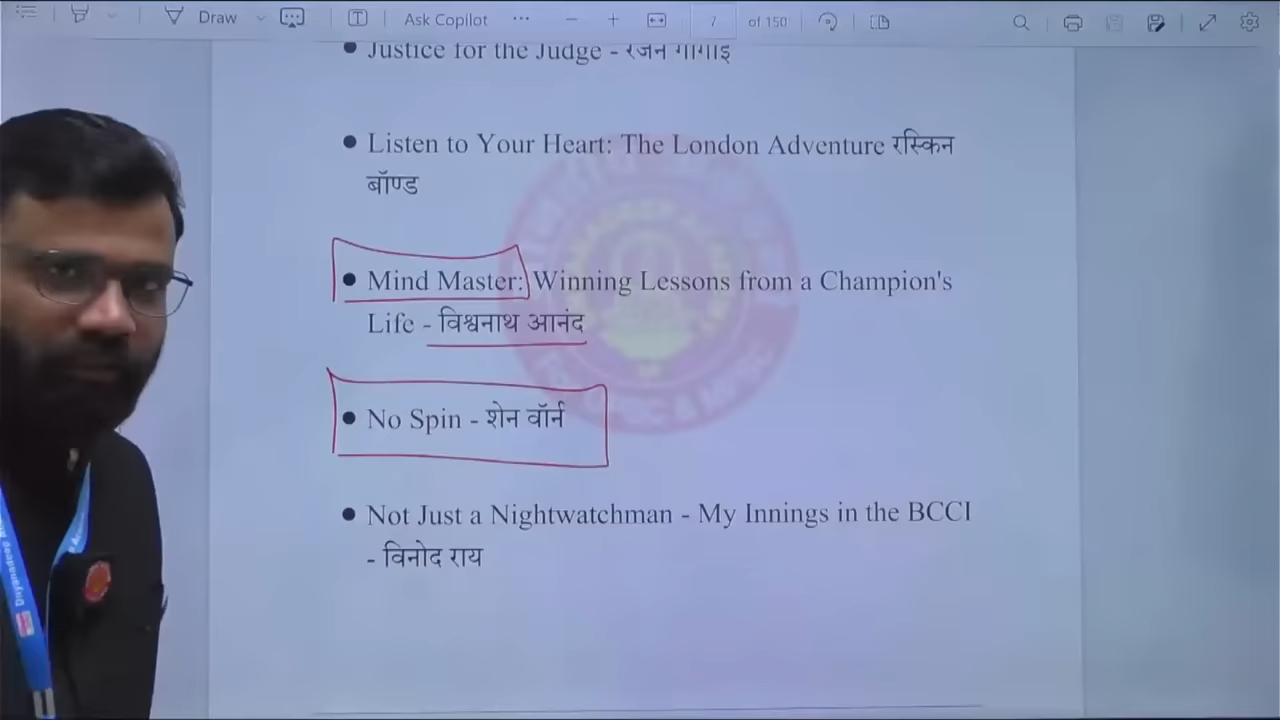 Draw
Ask Copilot
7
of 150
Justice for the Judge - रंजन गोगोई
• Listen to Your Heart: The London Adventure रस्किन
बॉण्ड
• Mind Master: Winning Lessons from a Champion's
Life - विश्वनाथ आनंद
• No Spin - शेन वॉर्न
• Not Just a Nightwatchman - My Innings in the BCCI
- विनोद राय